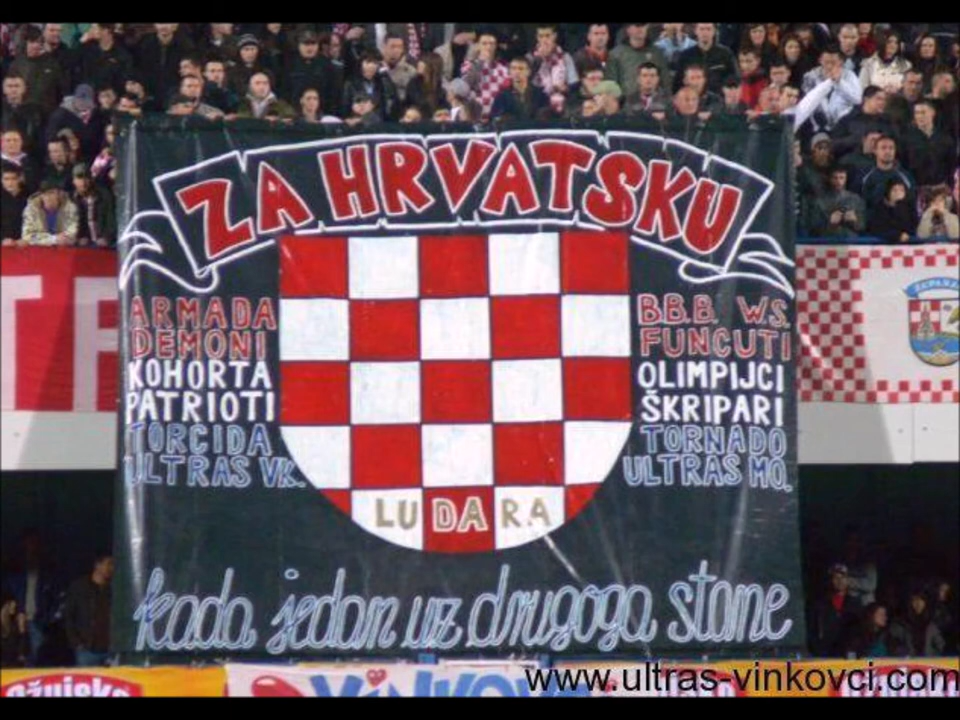 ZA HRVATSKU
ARMADA
DEMONI
KOHORTA
PATRIOTI
TORCIDA
ULTRAS VK.
B.B.B. W.S.
FUNCUTI
OLIMPIJCI
ŠKRIPARI
TORNADO
ULTRAS MO.
LUDARA
kada jedan uz drugoga stane
www.ultras-vinkovci.com